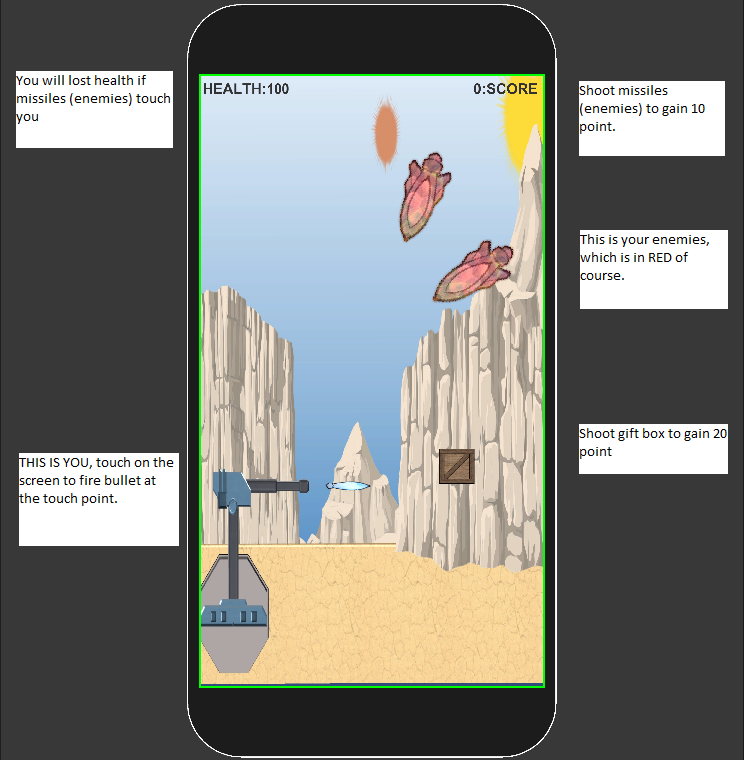 You will lost health if
missiles (enemies) touch
you
HEALTH:100
0:SCORE
Shoot missiles
(enemies) to gain 10
point.
This is your enemies,
which is in RED of
course.
Shoot gift box to gain 20
point
THIS IS YOU, touch on the
screen to fire bullet at
the touch point.